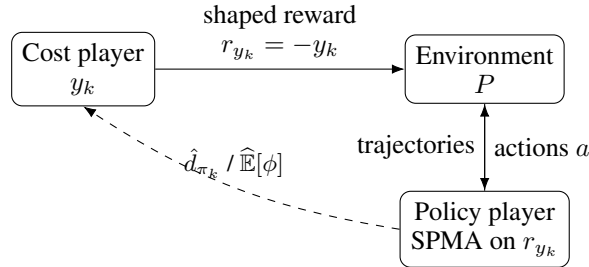 shaped reward
r_{y_k} = −y_k
Cost player
y_k
Environment
P
trajectories
actions a
d̂_{π_k} / Ê[ϕ]
Policy player
SPMA on r_{y_k}